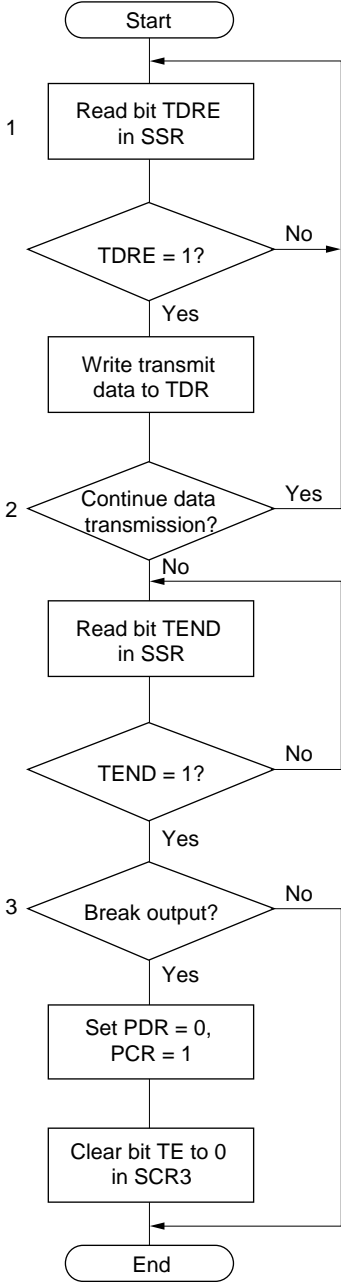 Start
1
Read bit TDRE
in SSR
TDRE = 1?
No
Yes
Write transmit
data to TDR
2
Continue data
transmission?
Yes
No
Read bit TEND
in SSR
TEND = 1?
No
Yes
3
Break output?
No
Yes
Set PDR = 0,
PCR = 1
Clear bit TE to 0
in SCR3
End